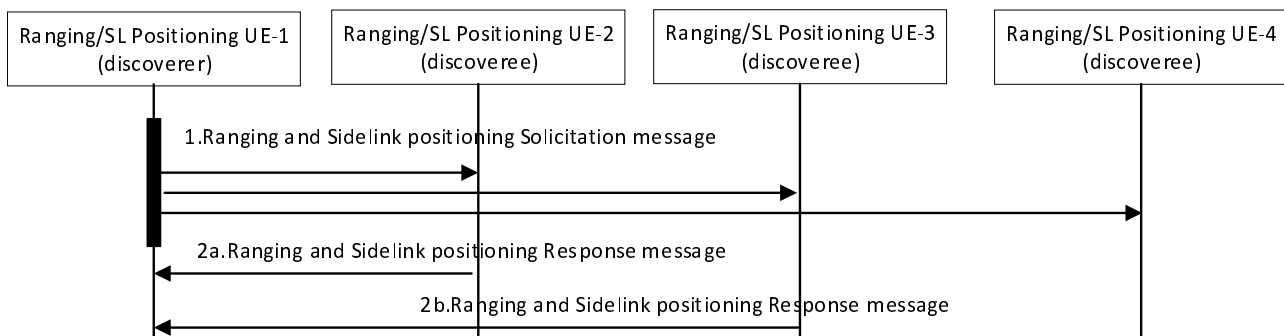 Ranging/SL Positioning UE-1
(discoverer)
Ranging/SL Positioning UE-2
(discoveree)
Ranging/SL Positioning UE-3
(discoveree)
Ranging/SL Positioning UE-4
(discoveree)
1.Ranging and Sidelink positioning Solicitation message
2a.Ranging and Sidelink positioning Response message
2b.Ranging and Sidelink positioning Response message